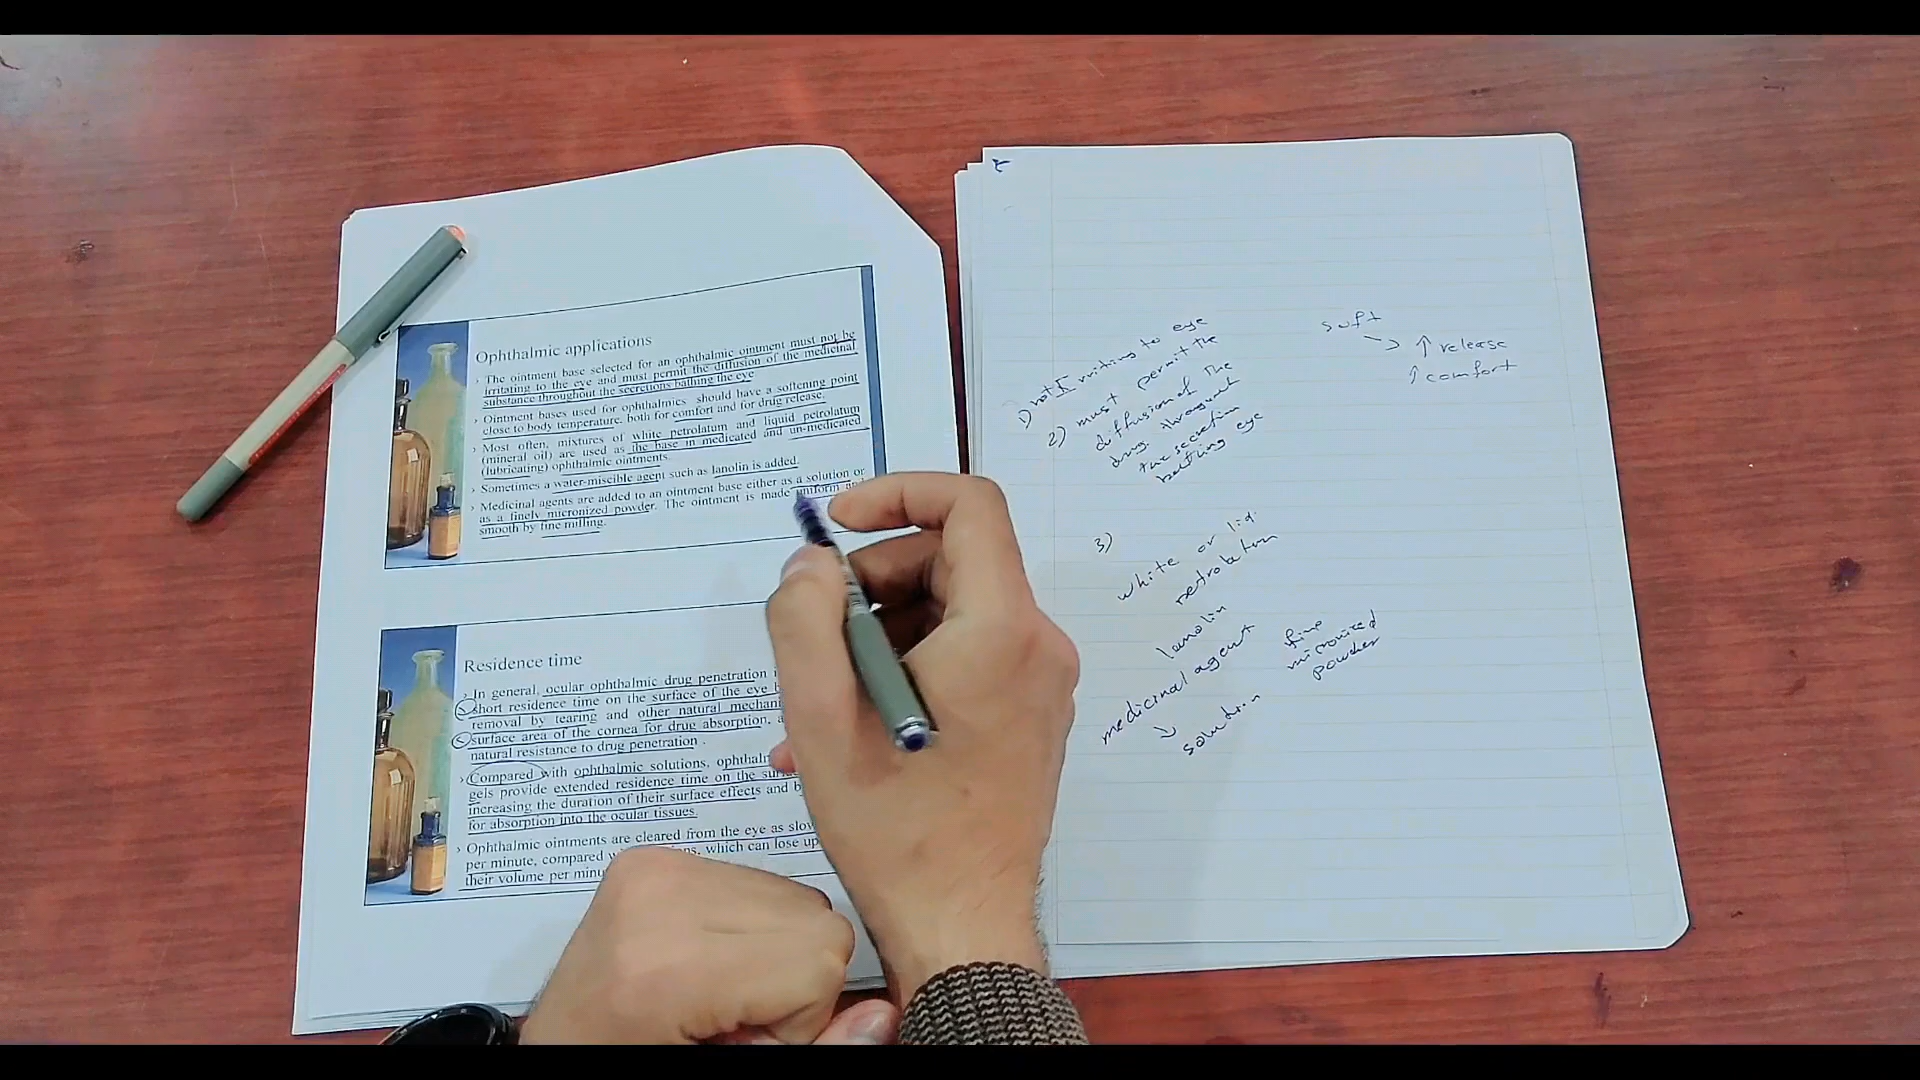 Ophthalmic applications
› The ointment base selected for an ophthalmic ointment must not be
irritating to the eye and must permit the diffusion of the medicinal
substance throughout the secretions bathing the eye
› Ointment bases used for ophthalmics should have a softening point
close to body temperature, both for comfort and for drug release.
› Most often, mixtures of white petrolatum and liquid petrolatum
(mineral oil) are used as the base in medicated and un-medicated
(lubricating) ophthalmic ointments.
› Sometimes a water-miscible agent such as lanolin is added.
› Medicinal agents are added to an ointment base either as a solution or
as a finely micronized powder. The ointment is made uniform and
smooth by fine milling.
Residence time
› In general, ocular ophthalmic drug penetration
short residence time on the surface of the eye
removal by tearing and other natural
surface area of the cornea for drug absorption,
natural resistance to drug penetration .
› Compared with ophthalmic solutions,
gels provide extended residence time on the
increasing the duration of their surface effects and
for absorption into the ocular tissues.
› Ophthalmic ointments are cleared from the eye as
per minute, compared which can lose up
their volume per
1) not Irritating to eye
2) must permit the
diffusion of the
drug throughout
the secretion
bathing eye
soft
↑ release
↑ comfort
3)
white or liq.
lanolin
medicinal agent
solution
fine
micronized
powder